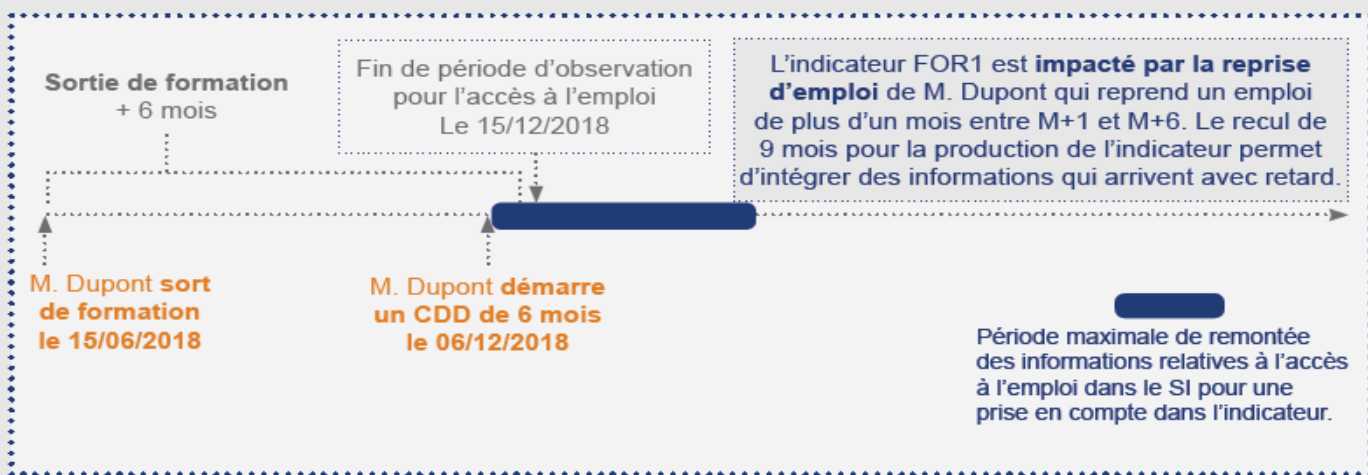 Sortie de formation
+ 6 mois
Fin de période d'observation
pour l'accès à l'emploi
Le 15/12/2018
L'indicateur FOR1 est impacté par la reprise
d'emploi de M. Dupont qui reprend un emploi
de plus d'un mois entre M+1 et M+6. Le recul de
9 mois pour la production de l'indicateur permet
d'intégrer des informations qui arrivent avec retard.
M. Dupont sort
de formation
le 15/06/2018
M. Dupont démarre
un CDD de 6 mois
le 06/12/2018
Période maximale de remontée
des informations relatives à l'accès
à l'emploi dans le SI pour une
prise en compte dans l'indicateur.